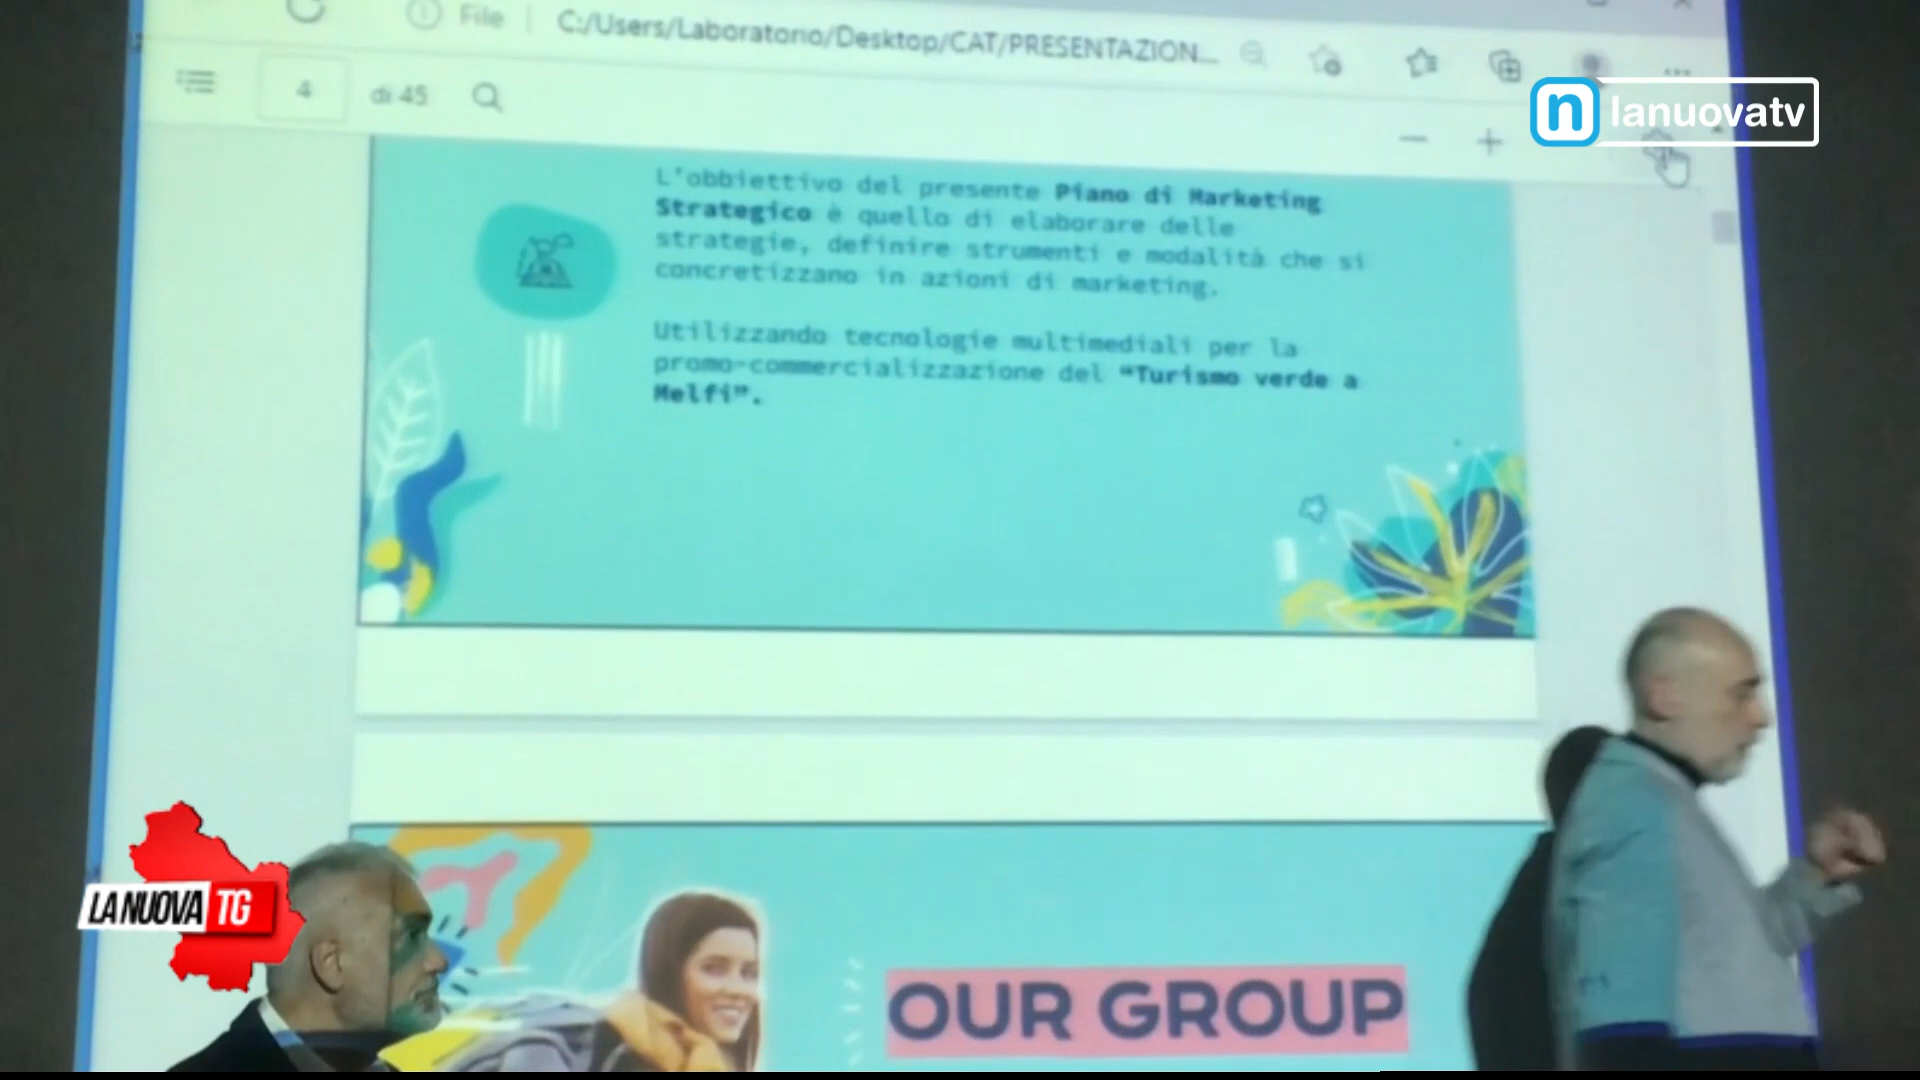 File
C:/Users/Laboratorio/Desktop/CAT/PRESENTAZION...
4 di 45
n lanuovatv
L'obbiettivo del presente Piano di Marketing
Strategico è quello di elaborare delle
strategie, definire strumenti e modalità che si
concretizzano in azioni di marketing.
Utilizzando tecnologie multimediali per la
promo-commercializzazione del “Turismo verde a
Melfi”.
LA NUOVA TG
OUR GROUP